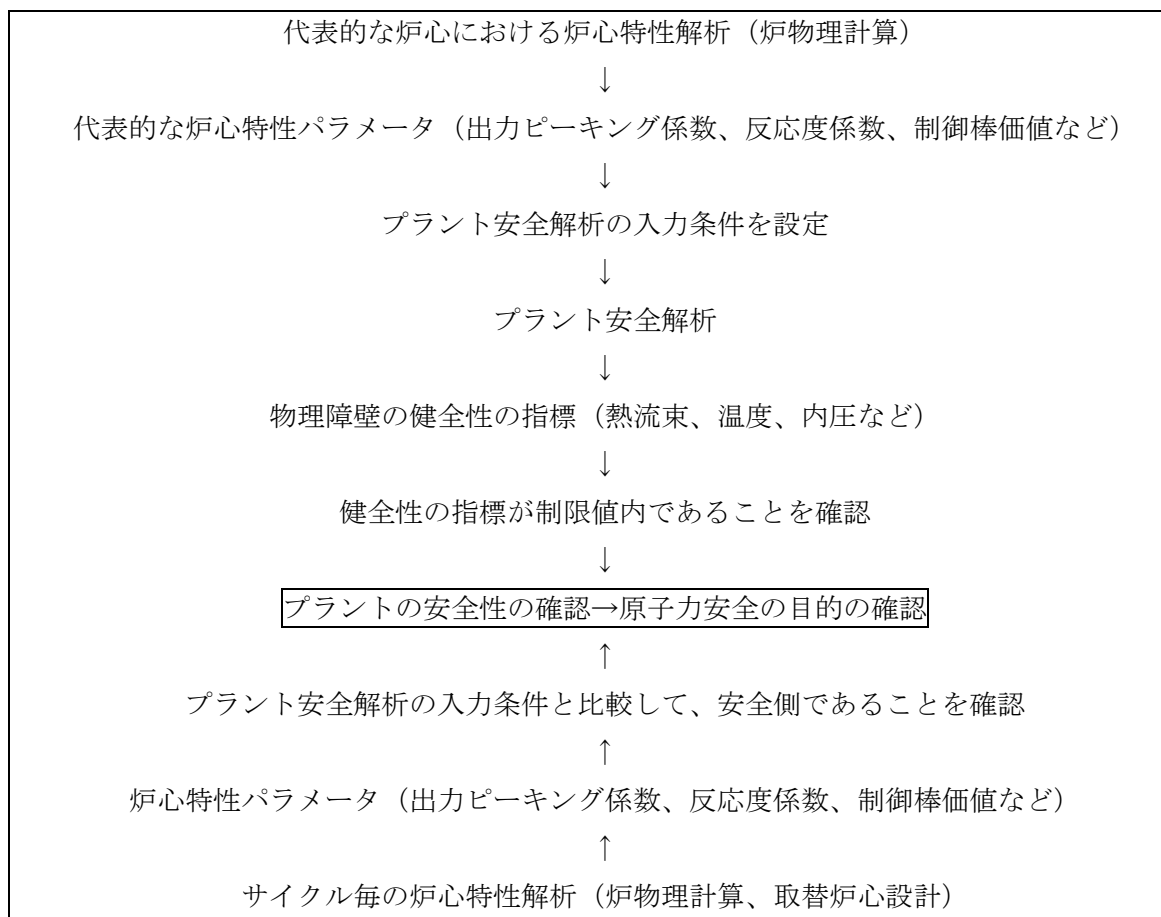 代表的な炉心における炉心特性解析（炉物理計算）
↓
代表的な炉心特性パラメータ（出力ピーキング係数、反応度係数、制御棒価値など）
↓
プラント安全解析の入力条件を設定
↓
プラント安全解析
↓
物理障壁の健全性の指標（熱流束、温度、内圧など）
↓
健全性の指標が制限値内であることを確認
↓
プラントの安全性の確認→原子力安全の目的の確認
↑
プラント安全解析の入力条件と比較して、安全側であることを確認
↑
炉心特性パラメータ（出力ピーキング係数、反応度係数、制御棒価値など）
↑
サイクル毎の炉心特性解析（炉物理計算、取替炉心設計）